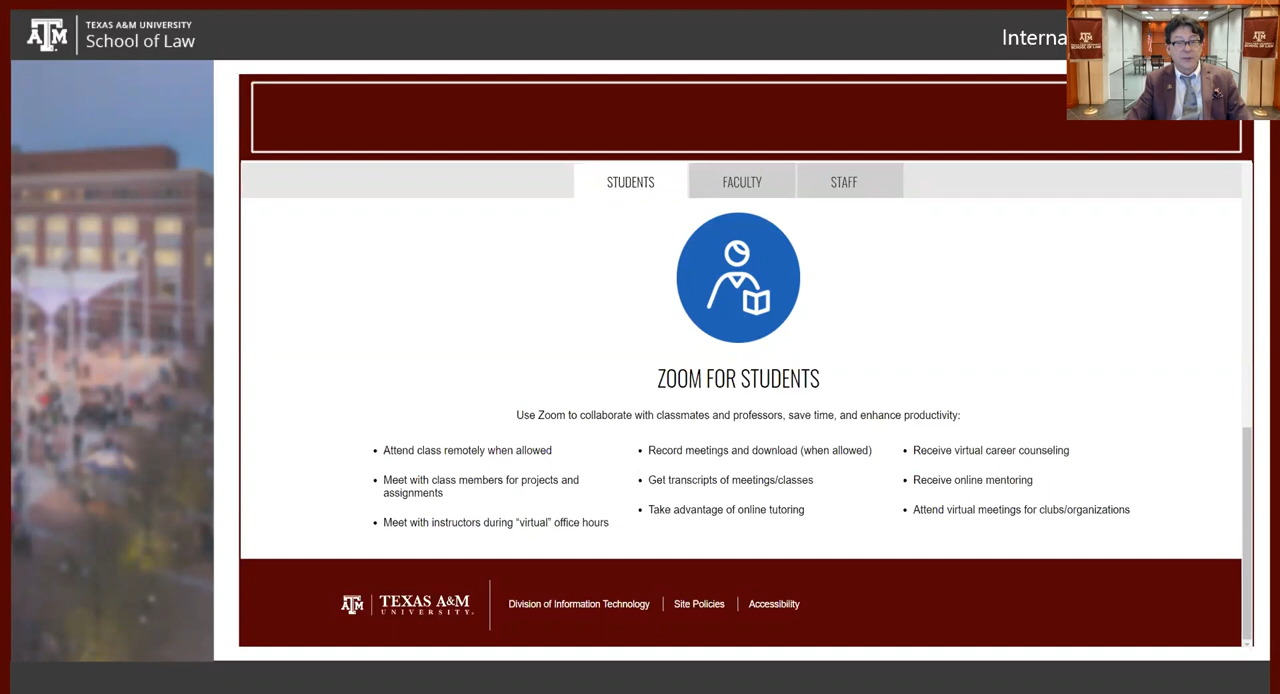 TEXAS A&M UNIVERSITY
School of Law
Interna
STUDENTS
FACULTY
STAFF
ZOOM FOR STUDENTS
Use Zoom to collaborate with classmates and professors, save time, and enhance productivity:
• Attend class remotely when allowed
• Meet with class members for projects and
assignments
• Meet with instructors during “virtual” office hours
• Record meetings and download (when allowed)
• Get transcripts of meetings/classes
• Take advantage of online tutoring
• Receive virtual career counseling
• Receive online mentoring
• Attend virtual meetings for clubs/organizations
TEXAS A&M
UNIVERSITY.
Division of Information Technology
Site Policies
Accessibility